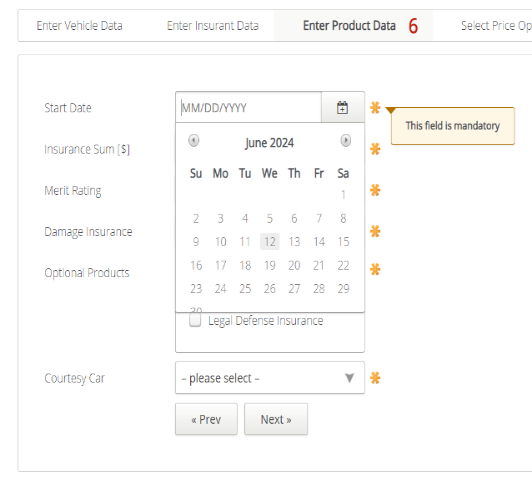 Enter Vehicle Data Enter Insurant Data Enter Product Data 6 Select Price Op
Start Date MM/DD/YYYY
This field is mandatory
June 2024
Insurance Sum [$]
Su Mo Tu We Th Fr Sa
1
Merit Rating
2 3 4 5 6 7 8
Damage Insurance
9 10 11 12 13 14 15
16 17 18 19 20 21 22
Optional Products
23 24 25 26 27 28 29
30
Legal Defense Insurance
Courtesy Car – please select –
« Prev Next »